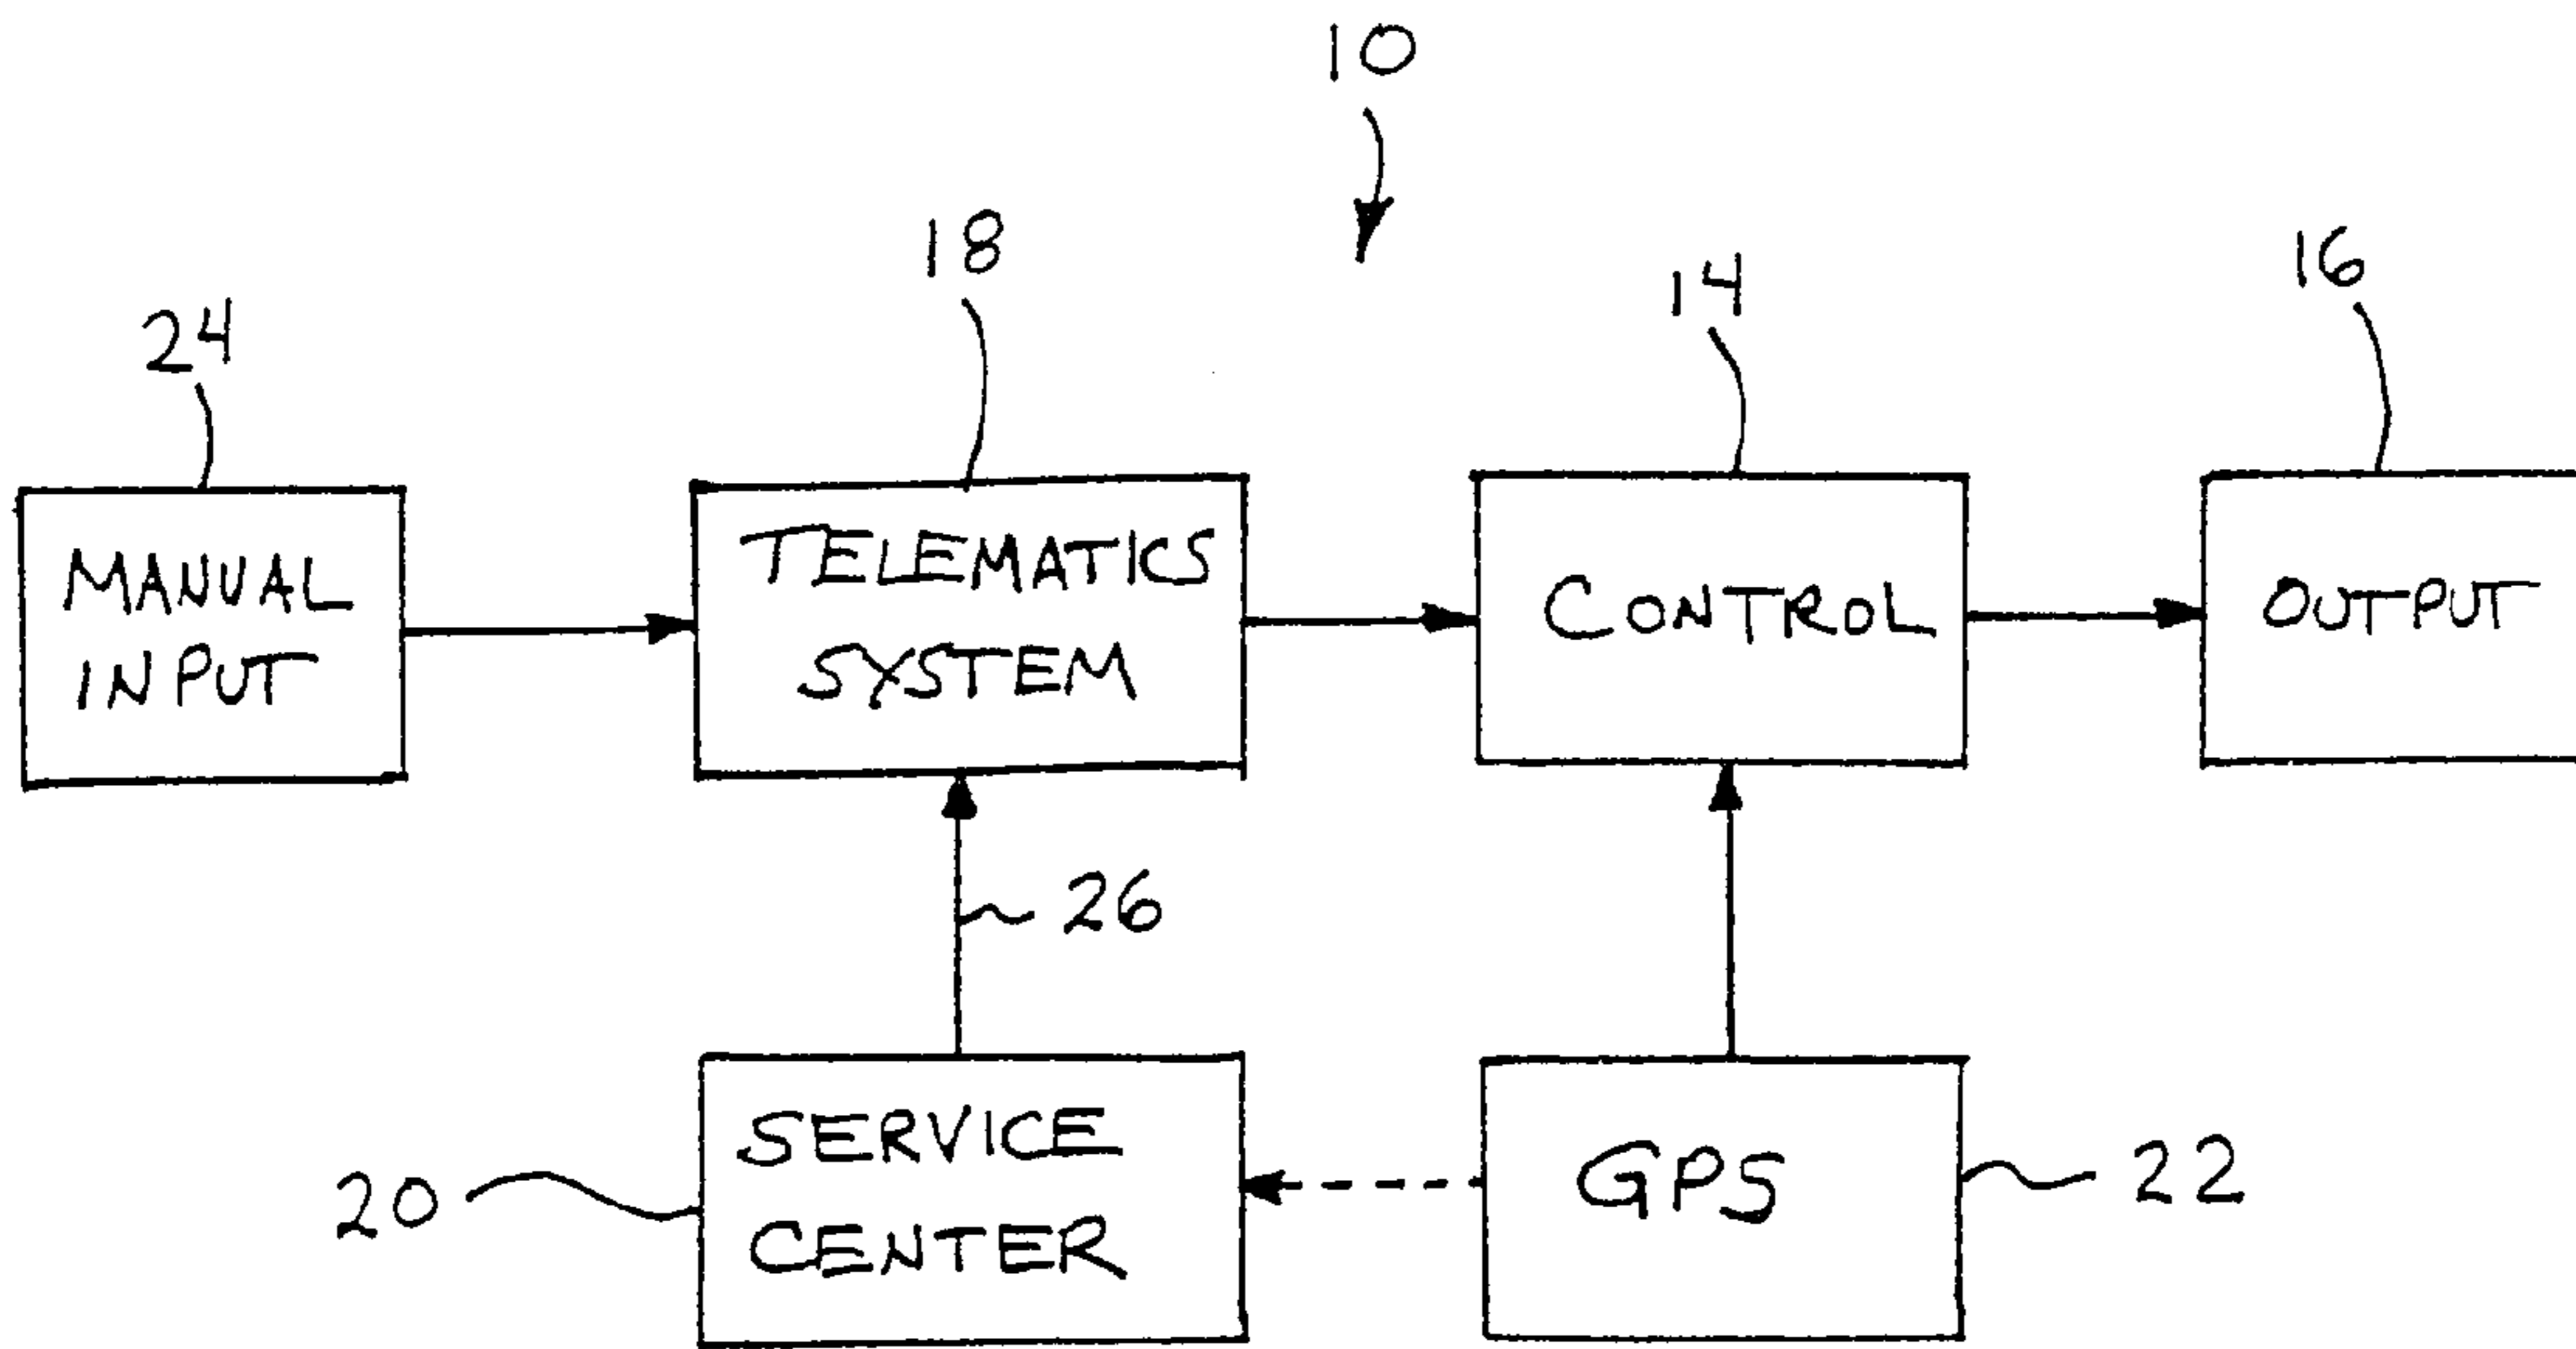 10
18
14
16
24
MANUAL
INPUT
TELEMATICS
SYSTEM
CONTROL
OUTPUT
26
SERVICE
CENTER
GPS
20
22